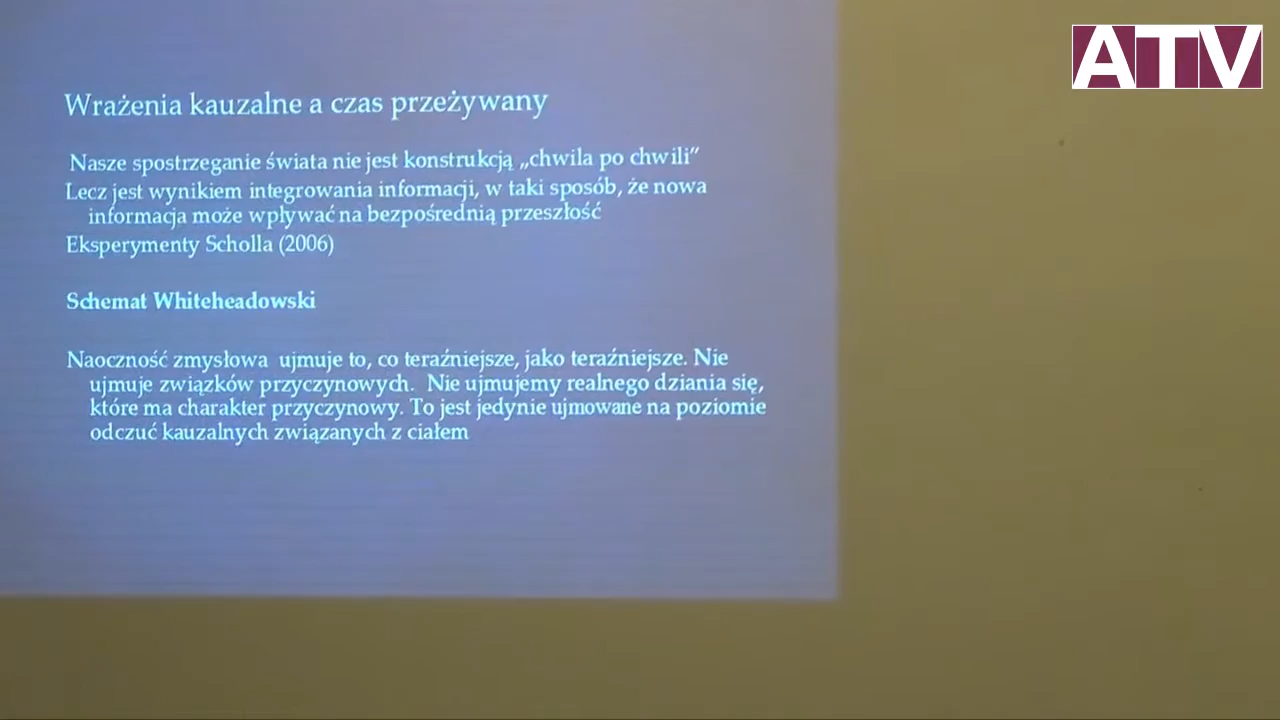 ATV
Wrażenia kauzalne a czas przeżywany
Nasze spostrzeganie świata nie jest konstrukcją „chwila po chwili”
Lecz jest wynikiem integrowania informacji, w taki sposób, że nowa
informacja może wpływać na bezpośrednią przeszłość
Eksperymenty Scholla (2006)
Schemat Whiteheadowski
Naoczność zmysłowa ujmuje to, co teraźniejsze, jako teraźniejsze. Nie
ujmuje związków przyczynowych. Nie ujmujemy realnego dziania się,
które ma charakter przyczynowy. To jest jedynie ujmowane na poziomie
odczuć kauzalnych związanych z ciałem